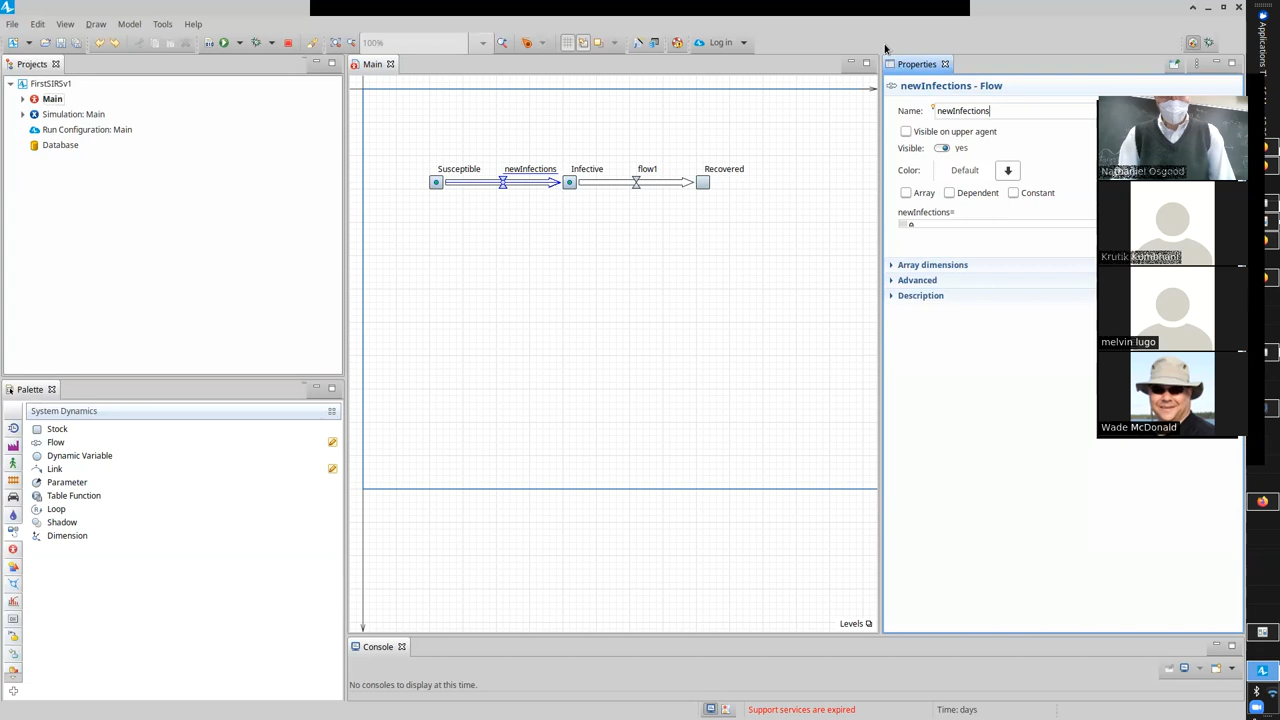 File Edit View Draw Model Tools Help
100% Log in
Projects
FirstSIRSv1
Main
Simulation: Main
Run Configuration: Main
Database
Palette
System Dynamics
Stock
Flow
Dynamic Variable
Link
Parameter
Table Function
Loop
Shadow
Dimension
Main
Susceptible newInfections Infective flow1 Recovered
Levels
Console
No consoles to display at this time.
Properties
newInfections - Flow
Name: newInfections
Visible on upper agent
Visible: yes
Color: Default
Array Dependent Constant
newInfections=
Array dimensions
Advanced
Description
Nathaniel Osgood
Krutik Kumbhani
melvin lugo
Wade McDonald
Applications
Support services are expired Time: days